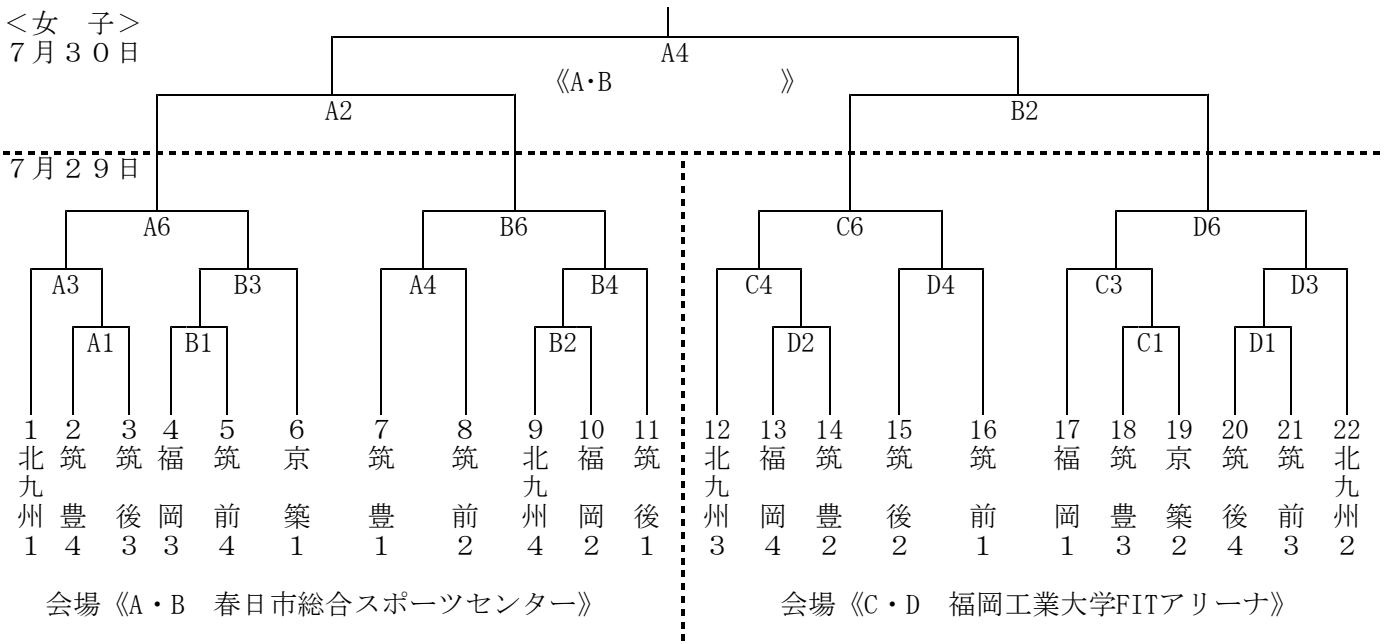 ＜女　子＞
７月３０日
A4
《A・B　　　　　　》
A2 B2
７月２９日
A6 B6 C6 D6
A3 B3 A4 B4 C4 D4 C3 D3
A1 B1 B2 D2 C1 D1
1 2 3 4 5 6 7 8 9 10 11 12 13 14 15 16 17 18 19 20 21 22
北九州１
筑豊４
筑後３
福岡３
筑前４
京築１
筑豊１
筑前２
北九州４
福岡２
筑後１
北九州３
福岡４
筑豊２
筑後２
筑前１
福岡１
筑豊３
京築２
筑後４
筑前３
北九州２
会場《A・B　春日市総合スポーツセンター》
会場《C・D　福岡工業大学FITアリーナ》